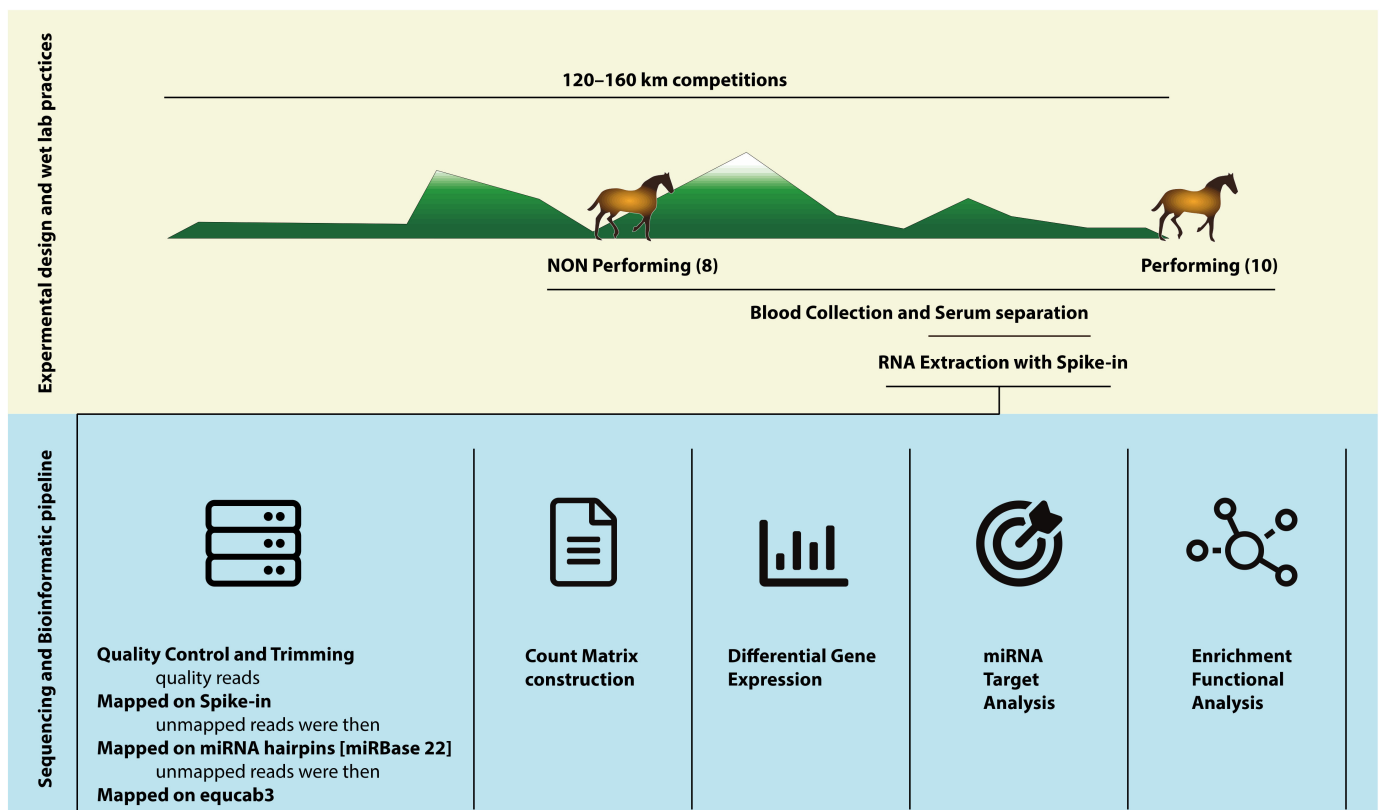 Expermental design and wet lab practices
120–160 km competitions
NON Performing (8)
Performing (10)
Blood Collection and Serum separation
RNA Extraction with Spike-in
Sequencing and Bioinformatic pipeline
Quality Control and Trimming
quality reads
Mapped on Spike-in
unmapped reads were then
Mapped on miRNA hairpins [miRBase 22]
unmapped reads were then
Mapped on equcab3
Count Matrix
construction
Differential Gene
Expression
miRNA
Target
Analysis
Enrichment
Functional
Analysis